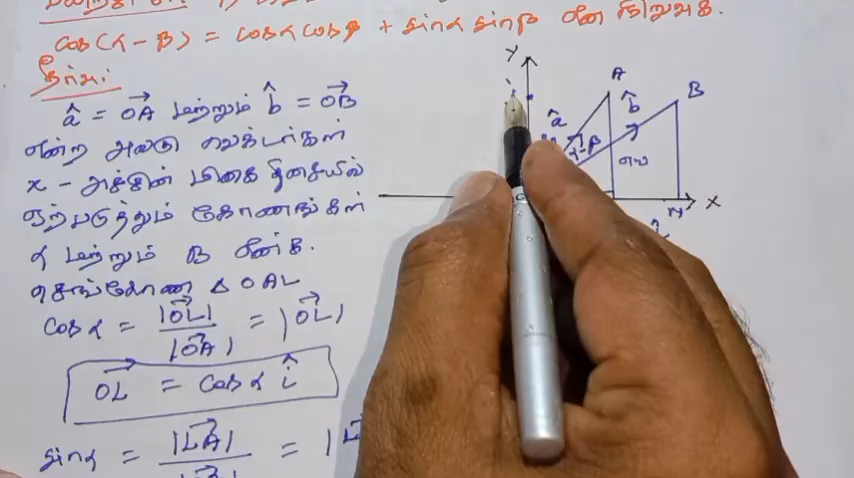 cos(α - β) = cosα cosβ + sinα sinβ என நிறுவுக.
தீர்வு:
â = OA மற்றும் b̂ = OB
என்ற அலகு வெக்டர்கள்
x - அச்சின் மிகை திசையில்
ஏற்படுத்தும் கோணங்கள்
α மற்றும் β என்க.
செங்கோண Δ OAL
cosα = |OL| / |OA| = |OL|
OL = cosα î
sinα = |LA| / = |
Y
A
B
â
b̂
α-β
x